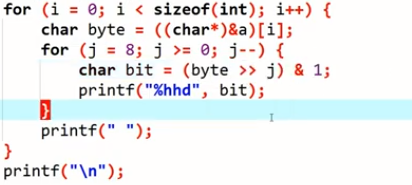 for (i = 0; i < sizeof(int); i++) {
    char byte = ((char*)&a)[i];
    for (j = 8; j >= 0; j--) {
        char bit = (byte >> j) & 1;
        printf("%hhd", bit);
    }
    printf(" ");
}
printf("\n");